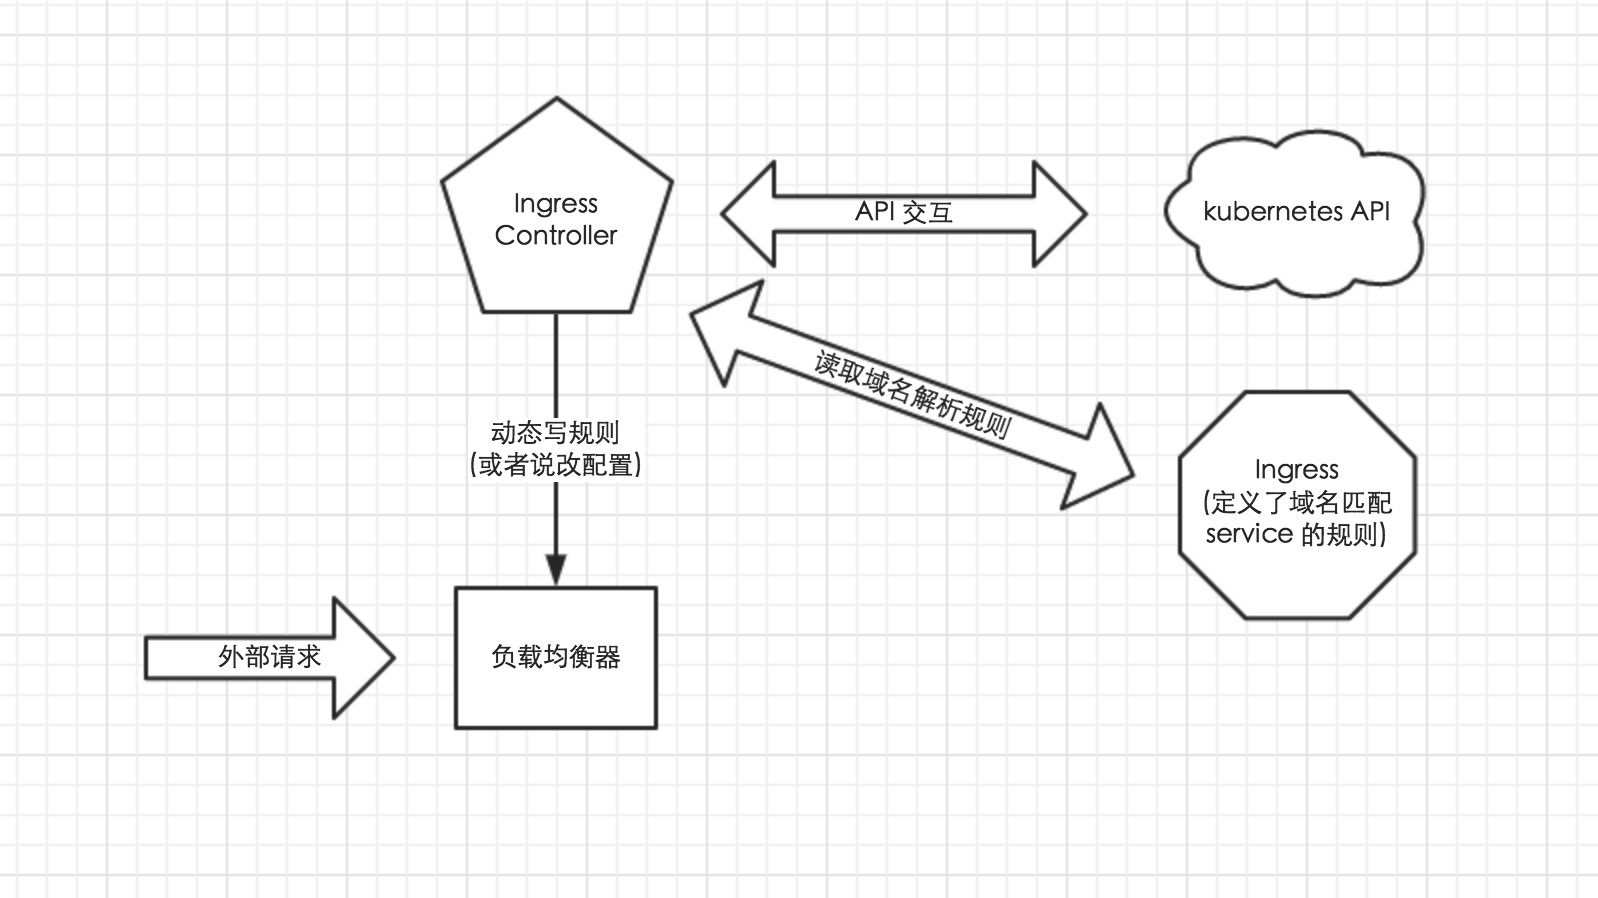 Ingress
Controller
API 交互
kubernetes API
读取域名解析规则
动态写规则
(或者说改配置)
Ingress
(定义了域名匹配
service 的规则)
外部请求
负载均衡器